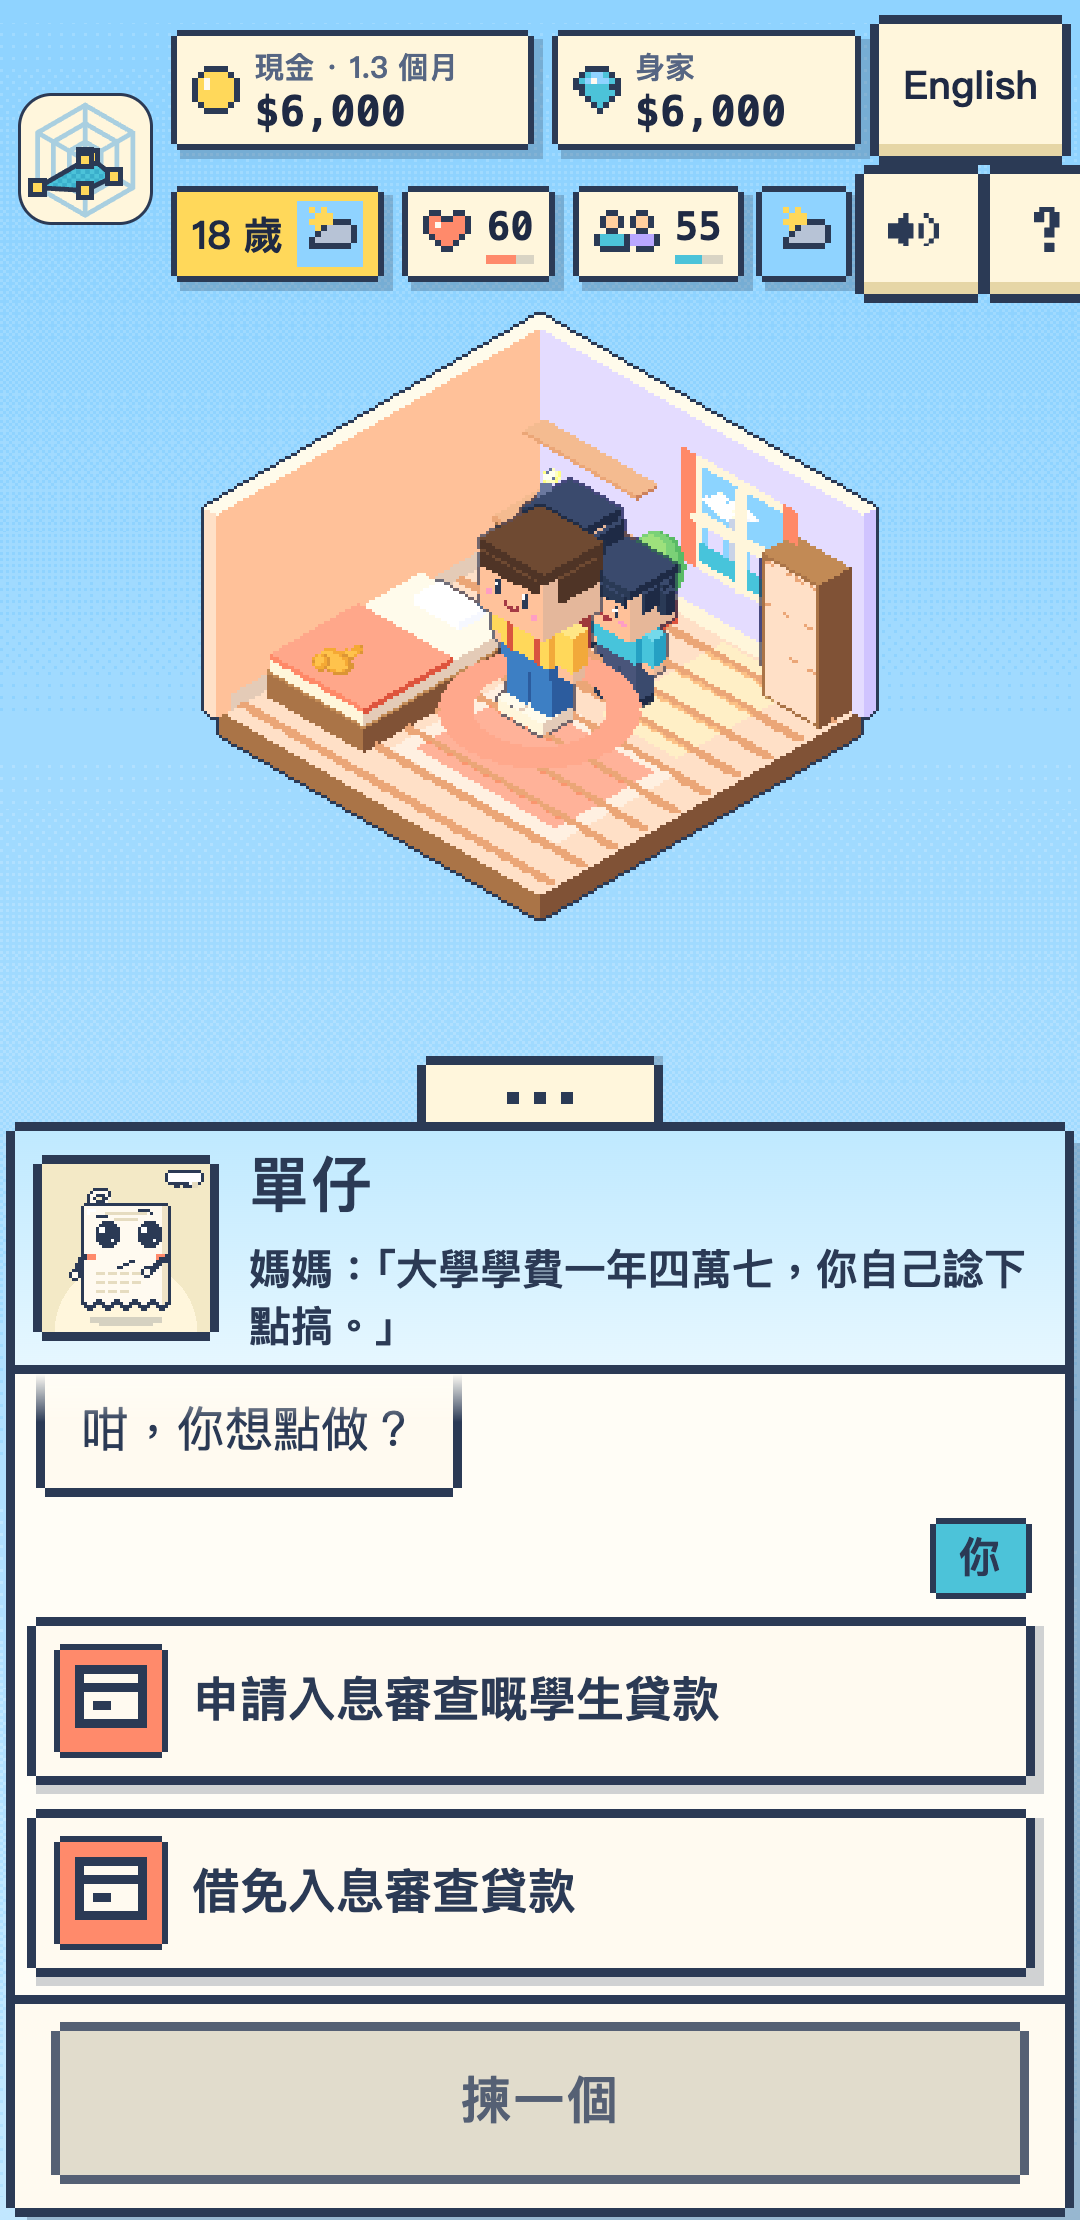 現金 · 1.3 個月
$6,000
身家
$6,000
English
18 歲
60
55
?
單仔
媽媽：「大學學費一年四萬七，你自己諗下
點搞。」
咁，你想點做？
你
申請入息審查嘅學生貸款
借免入息審查貸款
揀一個